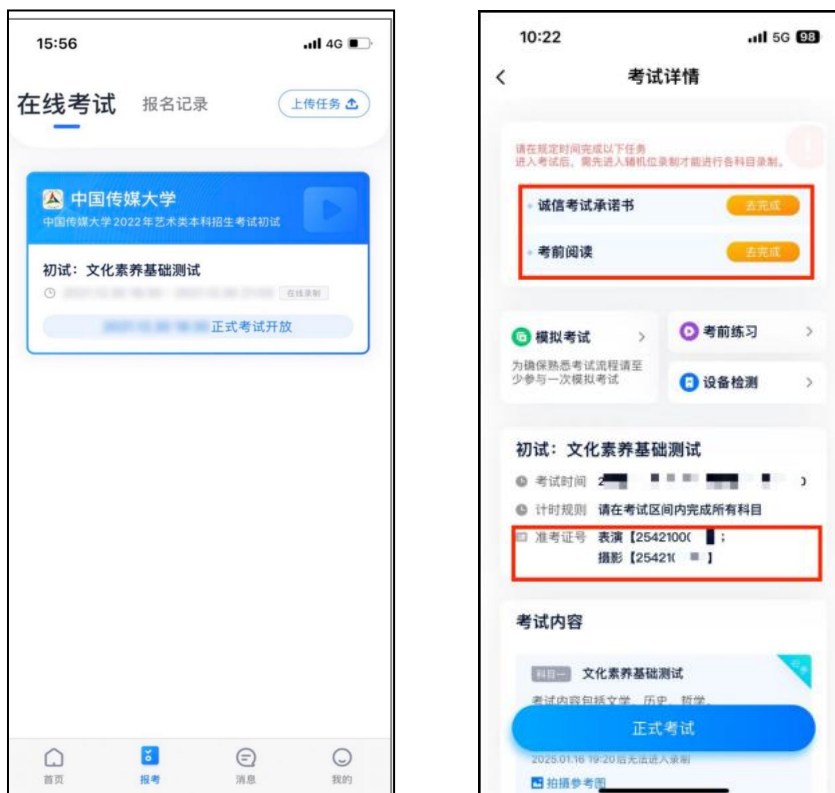 15:56
4G
在线考试 报名记录 上传任务
中国传媒大学
中国传媒大学2022年艺术类本科招生考试初试
初试：文化素养基础测试
在线录制
正式考试开放
首页 报考 消息 我的
10:22
5G 98
考试详情
请在规定时间完成以下任务
进入考试后，需先进入辅机位录制才能进行各科目录制。
诚信考试承诺书 去完成
考前阅读 去完成
模拟考试
为确保熟悉考试流程请至
少参与一次模拟考试
考前练习
设备检测
初试：文化素养基础测试
考试时间 2
计时规则 请在考试区间内完成所有科目
准考证号 表演【2542100( ；
摄影【25421( 】
考试内容
科目一 文化素养基础测试
考试内容包括文学、历史、哲学、
正式考试
2025.01.16 19:20后无法进入录制
拍摄参考图